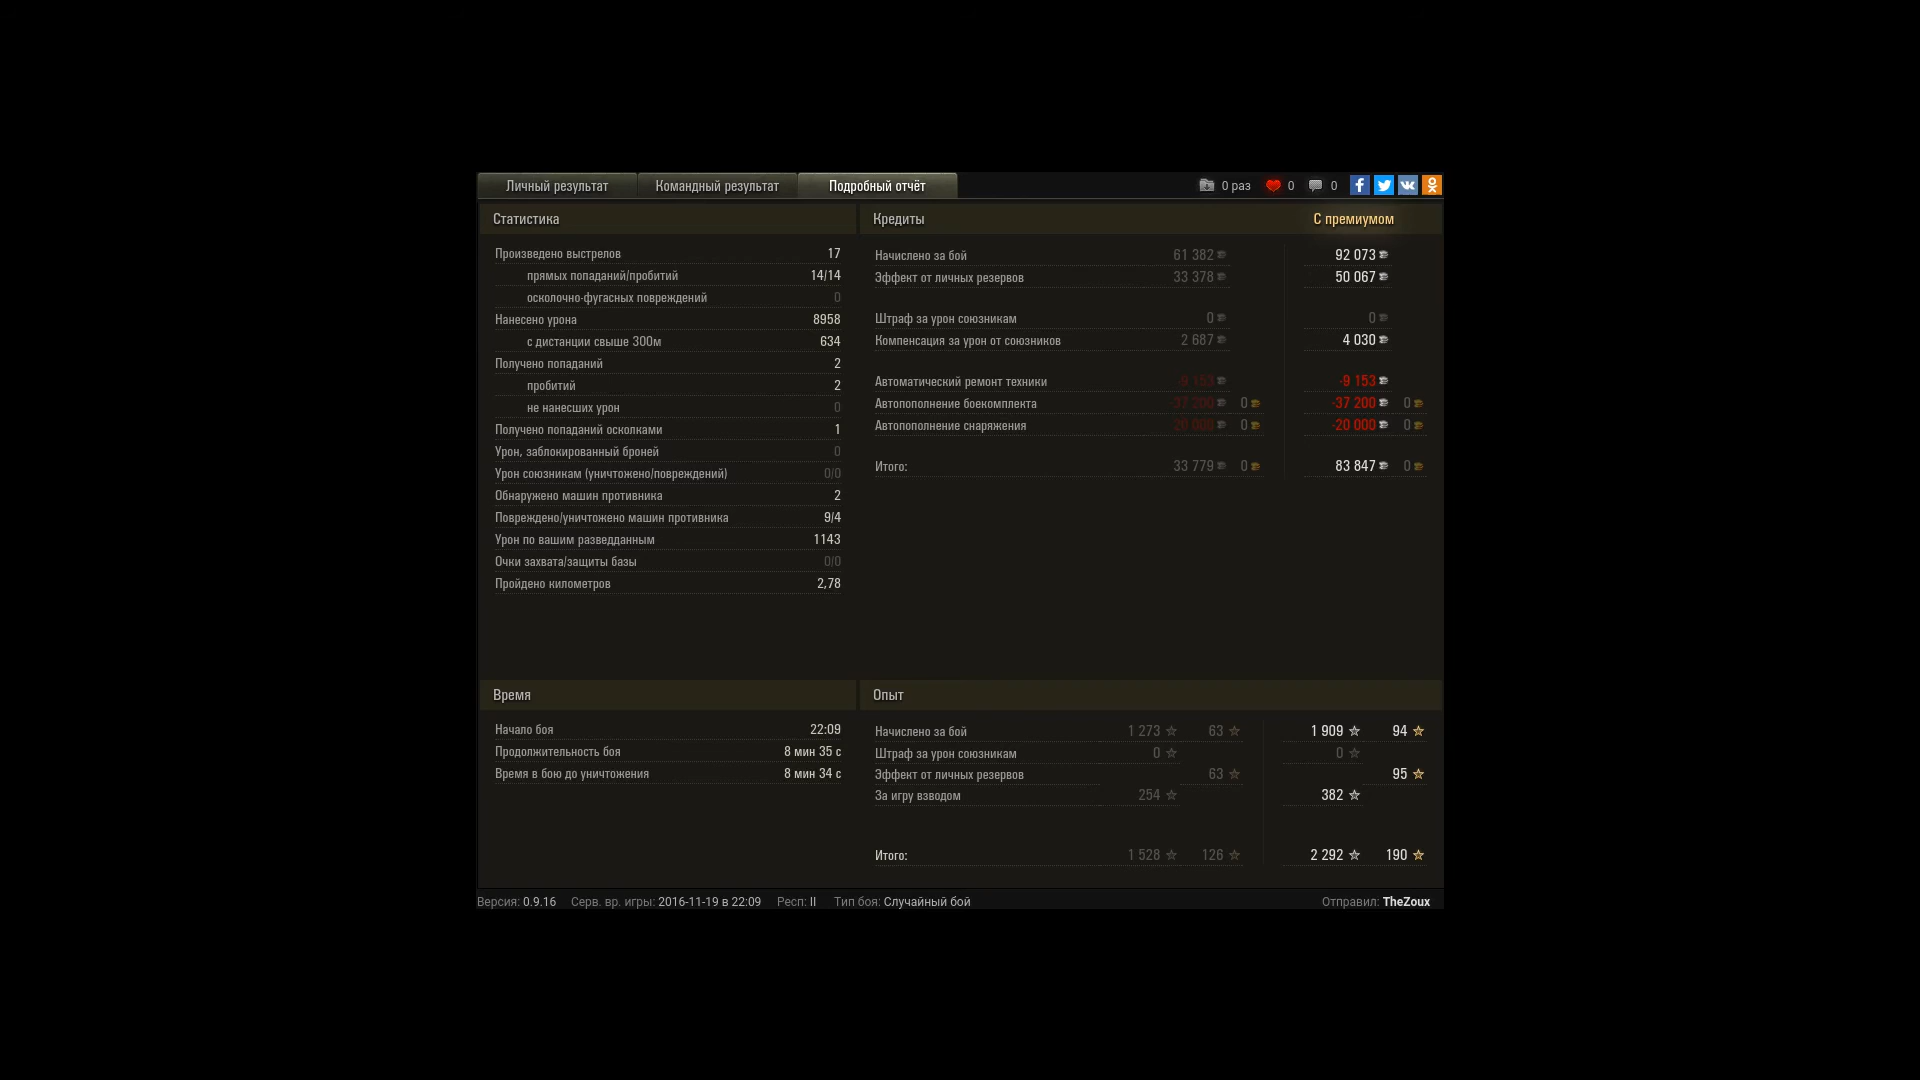 Личный результат Командный результат Подробный отчёт 0 раз 0 0
Статистика
Произведено выстрелов 17
прямых попаданий/пробитий 14/14
осколочно-фугасных повреждений 0
Нанесено урона 8958
с дистанции свыше 300м 634
Получено попаданий 2
пробитий 2
не нанесших урон 0
Получено попаданий осколками 1
Урон, заблокированный броней 0
Урон союзникам (уничтожено/повреждений) 0/0
Обнаружено машин противника 2
Повреждено/уничтожено машин противника 9/4
Урон по вашим разведданным 1143
Очки захвата/защиты базы 0/0
Пройдено километров 2,78
Кредиты С премиумом
Начислено за бой 61 382 92 073
Эффект от личных резервов 33 378 50 067
Штраф за урон союзникам 0 0
Компенсация за урон от союзников 2 687 4 030
Автоматический ремонт техники -9 153 -9 153
Автопополнение боекомплекта -37 200 0 -37 200 0
Автопополнение снаряжения -20 000 0 -20 000 0
Итого: 33 779 0 83 847 0
Время
Начало боя 22:09
Продолжительность боя 8 мин 35 с
Время в бою до уничтожения 8 мин 34 с
Опыт
Начислено за бой 1 273 63 1 909 94
Штраф за урон союзникам 0 0
Эффект от личных резервов 63 95
За игру взводом 254 382
Итого: 1 528 126 2 292 190
Версия: 0.9.16 Серв. вр. игры: 2016-11-19 в 22:09 Респ: II Тип боя: Случайный бой Отправил: TheZoux